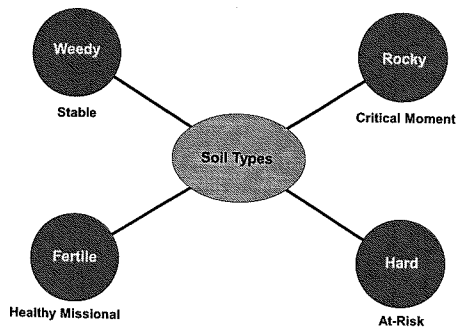 Weedy
Rocky
Stable
Critical Moment
Soil Types
Fertile
Hard
Healthy Missional
At-Risk